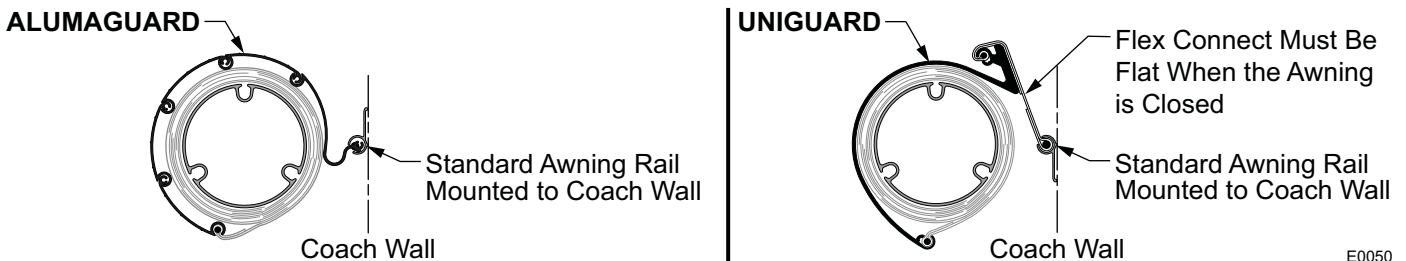 ALUMAGUARD
Standard Awning Rail
Mounted to Coach Wall
Coach Wall
UNIGUARD
Flex Connect Must Be
Flat When the Awning
is Closed
Standard Awning Rail
Mounted to Coach Wall
Coach Wall
E0050